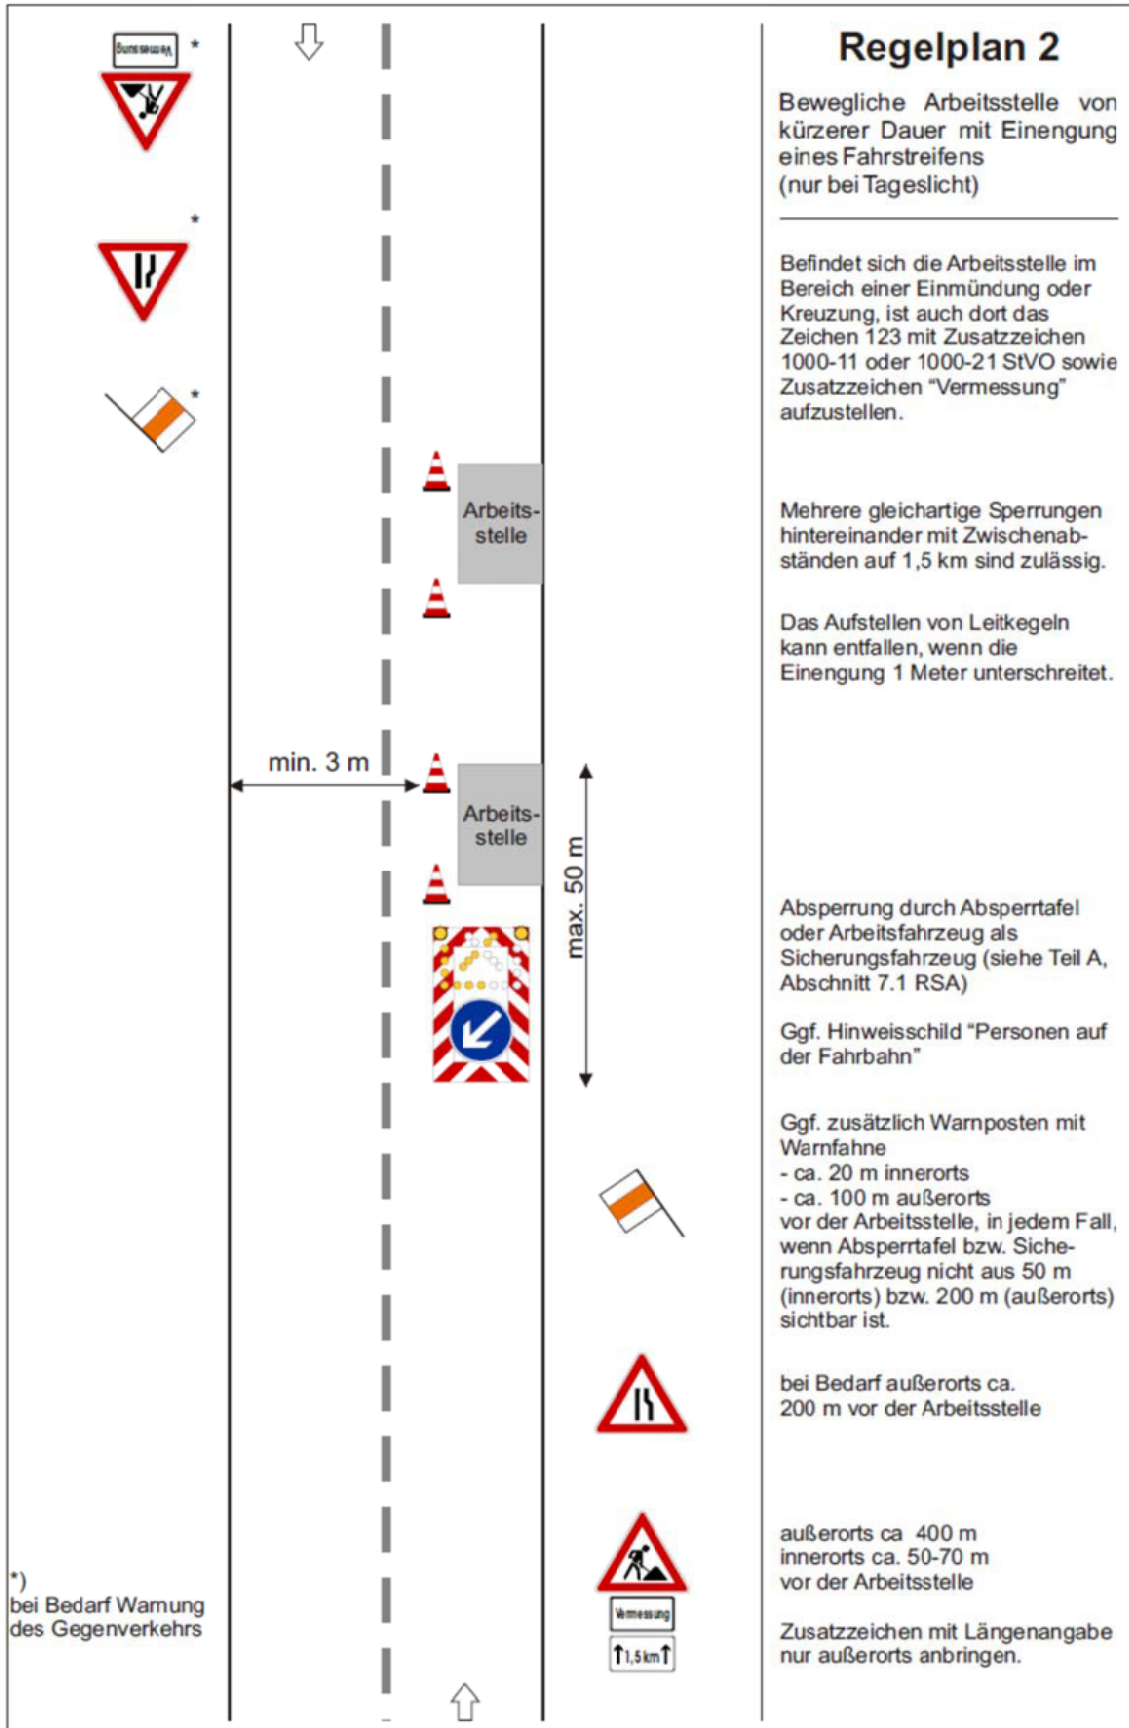 Vermessung
*
*
*
Regelplan 2
Bewegliche Arbeitsstelle von
kürzerer Dauer mit Einengung
eines Fahrstreifens
(nur bei Tageslicht)
Befindet sich die Arbeitsstelle im
Bereich einer Einmündung oder
Kreuzung, ist auch dort das
Zeichen 123 mit Zusatzzeichen
1000-11 oder 1000-21 StVO sowie
Zusatzzeichen “Vermessung”
aufzustellen.
Arbeits-
stelle
Mehrere gleichartige Sperrungen
hintereinander mit Zwischenab-
ständen auf 1,5 km sind zulässig.
Das Aufstellen von Leitkegeln
kann entfallen, wenn die
Einengung 1 Meter unterschreitet.
min. 3 m
Arbeits-
stelle
max. 50 m
Absperrung durch Absperrtafel
oder Arbeitsfahrzeug als
Sicherungsfahrzeug (siehe Teil A,
Abschnitt 7.1 RSA)
Ggf. Hinweisschild “Personen auf
der Fahrbahn”
Ggf. zusätzlich Warnposten mit
Warnfahne
- ca. 20 m innerorts
- ca. 100 m außerorts
vor der Arbeitsstelle, in jedem Fall,
wenn Absperrtafel bzw. Siche-
rungsfahrzeug nicht aus 50 m
(innerorts) bzw. 200 m (außerorts)
sichtbar ist.
bei Bedarf außerorts ca.
200 m vor der Arbeitsstelle
außerorts ca 400 m
innerorts ca. 50-70 m
vor der Arbeitsstelle
Zusatzzeichen mit Längenangabe
nur außerorts anbringen.
Vermessung
↑1,5 km↑
*)
bei Bedarf Warnung
des Gegenverkehrs